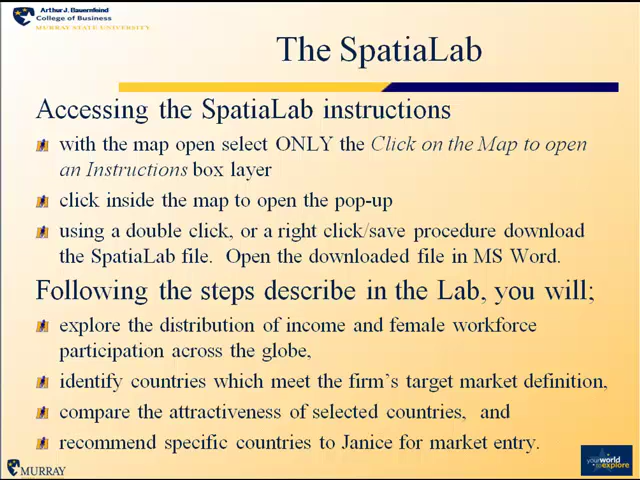 Arthur J. Bauernfeind
College of Business
MURRAY STATE UNIVERSITY
The SpatiaLab
Accessing the SpatiaLab instructions
with the map open select ONLY the Click on the Map to open
an Instructions box layer
click inside the map to open the pop-up
using a double click, or a right click/save procedure download
the SpatiaLab file.  Open the downloaded file in MS Word.
Following the steps describe in the Lab, you will;
explore the distribution of income and female workforce
participation across the globe,
identify countries which meet the firm's target market definition,
compare the attractiveness of selected countries,  and
recommend specific countries to Janice for market entry.
MURRAY
your world
to explore